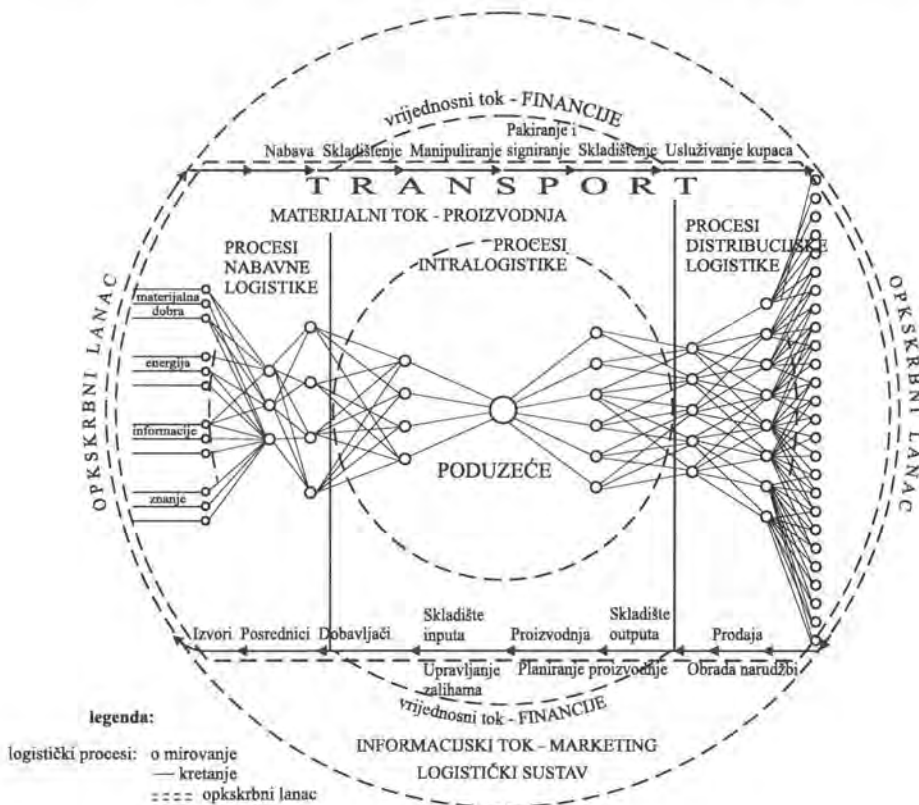 vrijednosni tok - FINANCIJE
Nabava Skladištenje Manipuliranje Pakiranje i signiranje Skladištenje Usluživanje kupaca
TRANSPORT
MATERIJALNI TOK - PROIZVODNJA
PROCESI
NABAVNE
LOGISTIKE
PROCESI
INTRALOGISTIKE
PROCESI
DISTRIBUCIJSKE
LOGISTIKE
OPKSKRBNI LANAC
materijalna
dobra
energija
informacije
znanje
PODUZEĆE
OPKSKRBNI LANAC
Izvori Posrednici Dobavljači
Skladište
inputa
Proizvodnja
Skladište
outputa
Prodaja
Upravljanje
zalihama
Planiranje proizvodnje
Obrada narudžbi
vrijednosni tok - FINANCIJE
INFORMACIJSKI TOK - MARKETING
LOGISTIČKI SUSTAV
legenda:
logistički procesi: o mirovanje
— kretanje
=== opkskrbni lanac